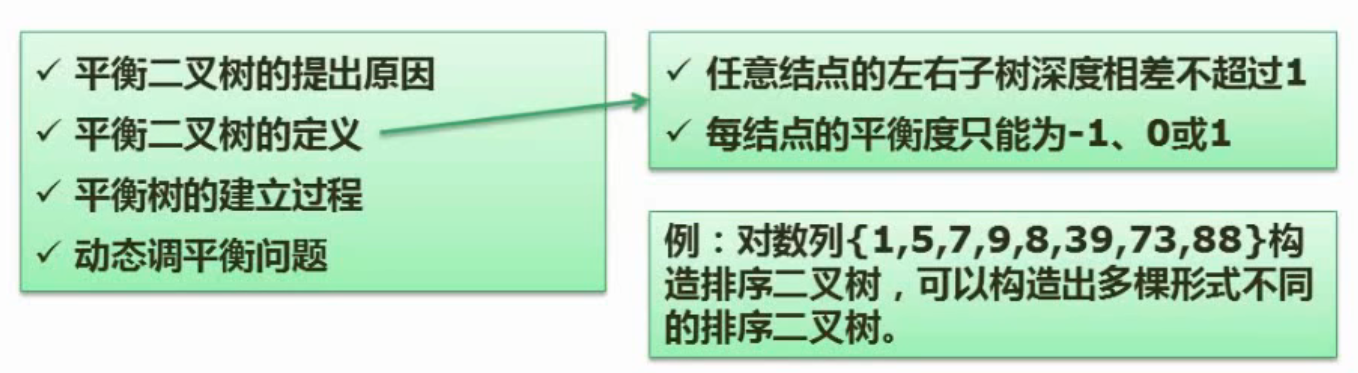 ✓ 平衡二叉树的提出原因
✓ 平衡二叉树的定义
✓ 平衡树的建立过程
✓ 动态调平衡问题
✓ 任意结点的左右子树深度相差不超过1
✓ 每结点的平衡度只能为-1、0或1
例：对数列{1,5,7,9,8,39,73,88}构
造排序二叉树，可以构造出多棵形式不同
的排序二叉树。